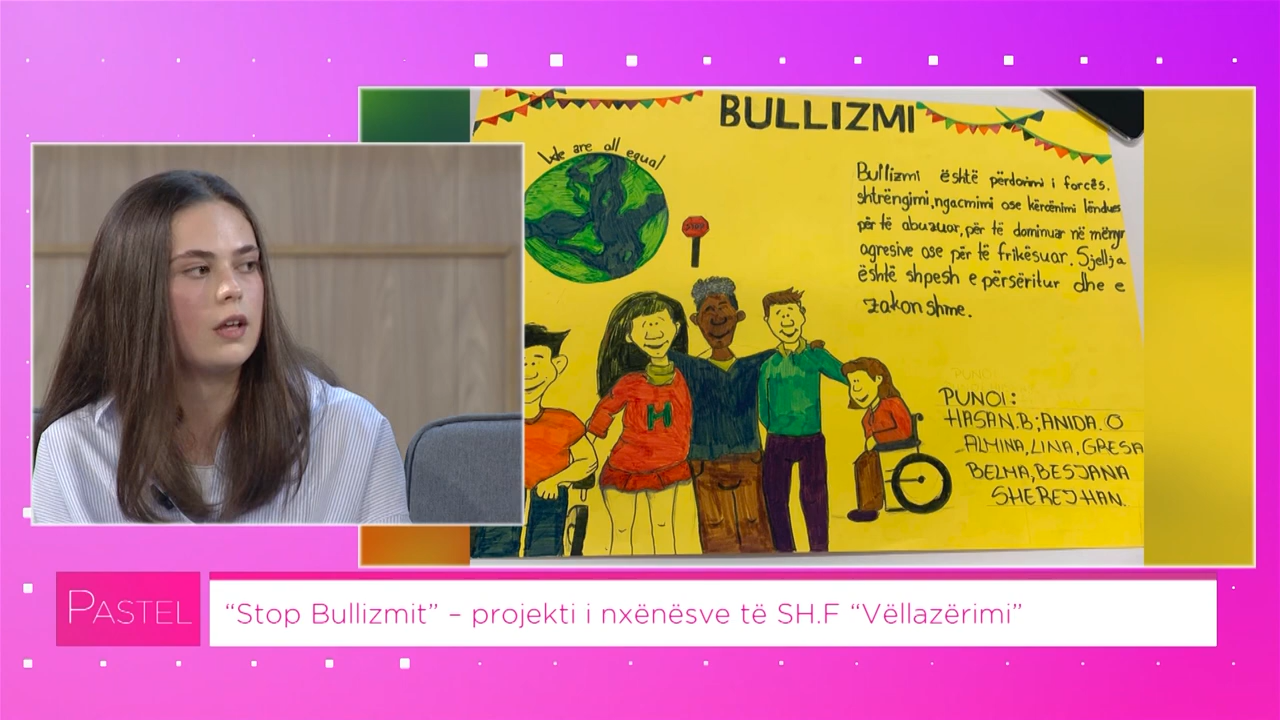 BULLIZMI
We are all equal
STOP
Bullizmi është përdorimi i forcës.
shtrëngimi, ngacmimi ose kërcënimi lëndues
për të abuzuar, për të dominuar në mënyr
agresive ose për të frikësuar. Sjellja
është shpesh e përsëritur dhe e
zakonshme.
H
PUNOI:
HASAN.B; ANIDA.O
ALMINA, LINA, GRESA
BELMA, BESJANA
SHEREJHAN.
PASTEL
“Stop Bullizmit” – projekti i nxënësve të SH.F “Vëllazërimi”